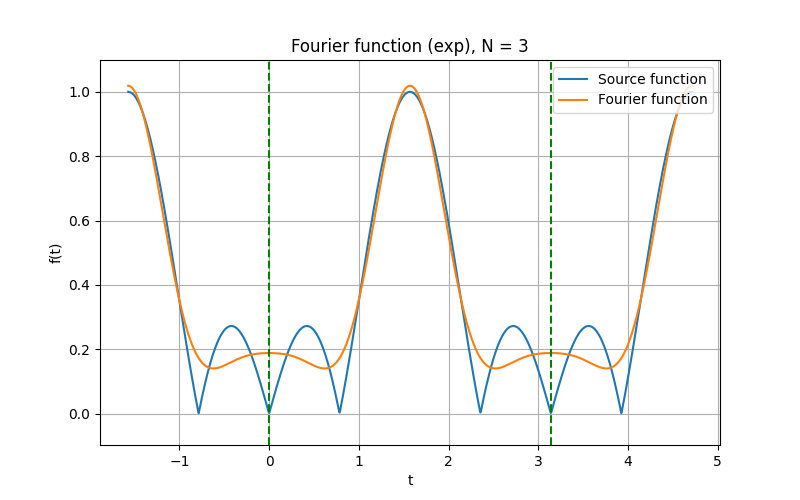 Fourier function (exp), N = 3
Source function
Fourier function
1.0
0.8
0.6
0.4
0.2
0.0
f(t)
−1
0
1
2
3
4
5
t